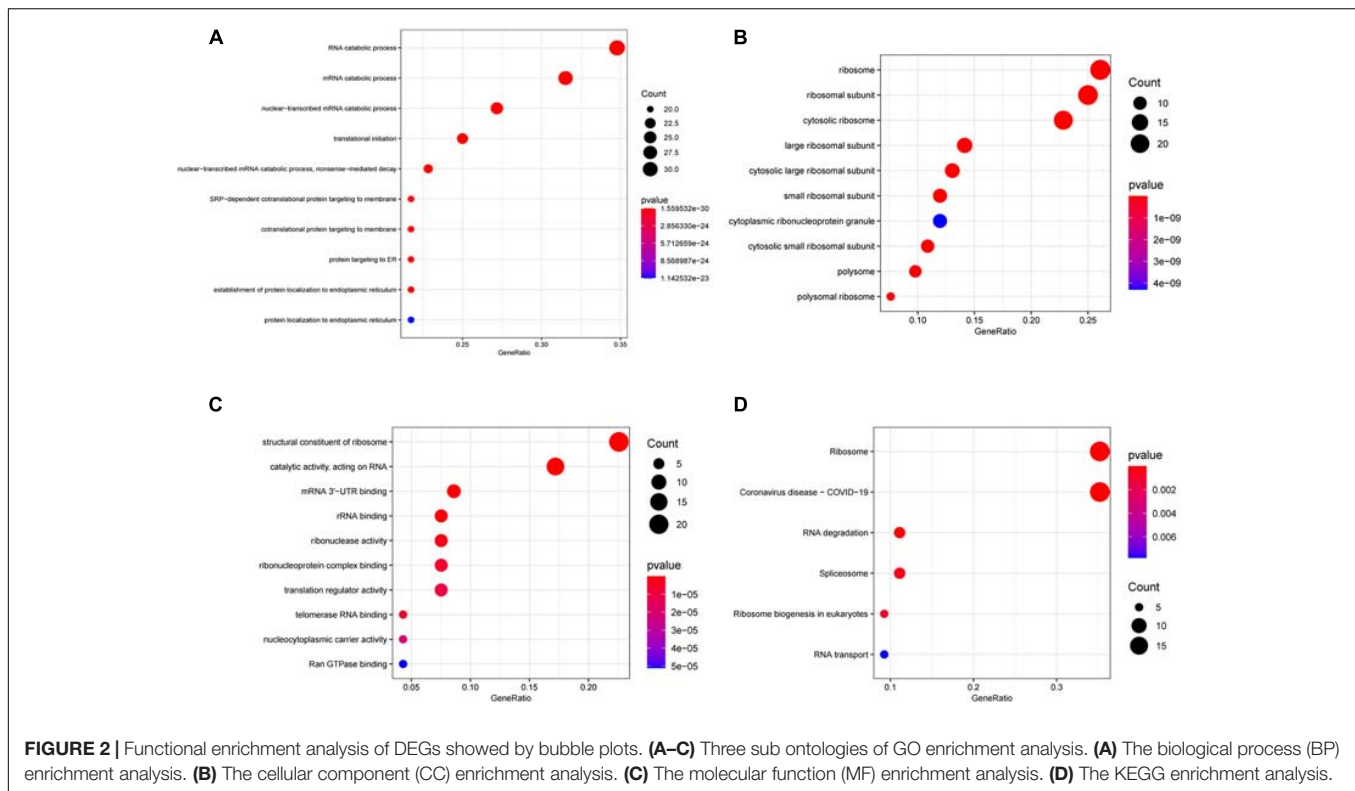 A
RNA catabolic process
mRNA catabolic process
nuclear-transcribed mRNA catabolic process
translational initiation
nuclear-transcribed mRNA catabolic process, nonsense-mediated decay
SRP-dependent cotranslational protein targeting to membrane
cotranslational protein targeting to membrane
protein targeting to ER
establishment of protein localization to endoplasmic reticulum
protein localization to endoplasmic reticulum
0.25 0.30 0.35
GeneRatio
Count
20.0
22.5
25.0
27.5
30.0
pvalue
1.559532e-30
2.856330e-24
5.712659e-24
8.568987e-24
1.142532e-23
B
ribosome
ribosomal subunit
cytosolic ribosome
large ribosomal subunit
cytosolic large ribosomal subunit
small ribosomal subunit
cytoplasmic ribonucleoprotein granule
cytosolic small ribosomal subunit
polysome
polysomal ribosome
0.10 0.15 0.20 0.25
GeneRatio
Count
10
15
20
pvalue
1e-09
2e-09
3e-09
4e-09
C
structural constituent of ribosome
catalytic activity, acting on RNA
mRNA 3'-UTR binding
rRNA binding
ribonuclease activity
ribonucleoprotein complex binding
translation regulator activity
telomerase RNA binding
nucleocytoplasmic carrier activity
Ran GTPase binding
0.05 0.10 0.15 0.20
GeneRatio
Count
5
10
15
20
pvalue
1e-05
2e-05
3e-05
4e-05
5e-05
D
Ribosome
Coronavirus disease - COVID-19
RNA degradation
Spliceosome
Ribosome biogenesis in eukaryotes
RNA transport
0.1 0.2 0.3
GeneRatio
pvalue
0.002
0.004
0.006
Count
5
10
15
FIGURE 2 | Functional enrichment analysis of DEGs showed by bubble plots. (A–C) Three sub ontologies of GO enrichment analysis. (A) The biological process (BP)
enrichment analysis. (B) The cellular component (CC) enrichment analysis. (C) The molecular function (MF) enrichment analysis. (D) The KEGG enrichment analysis.